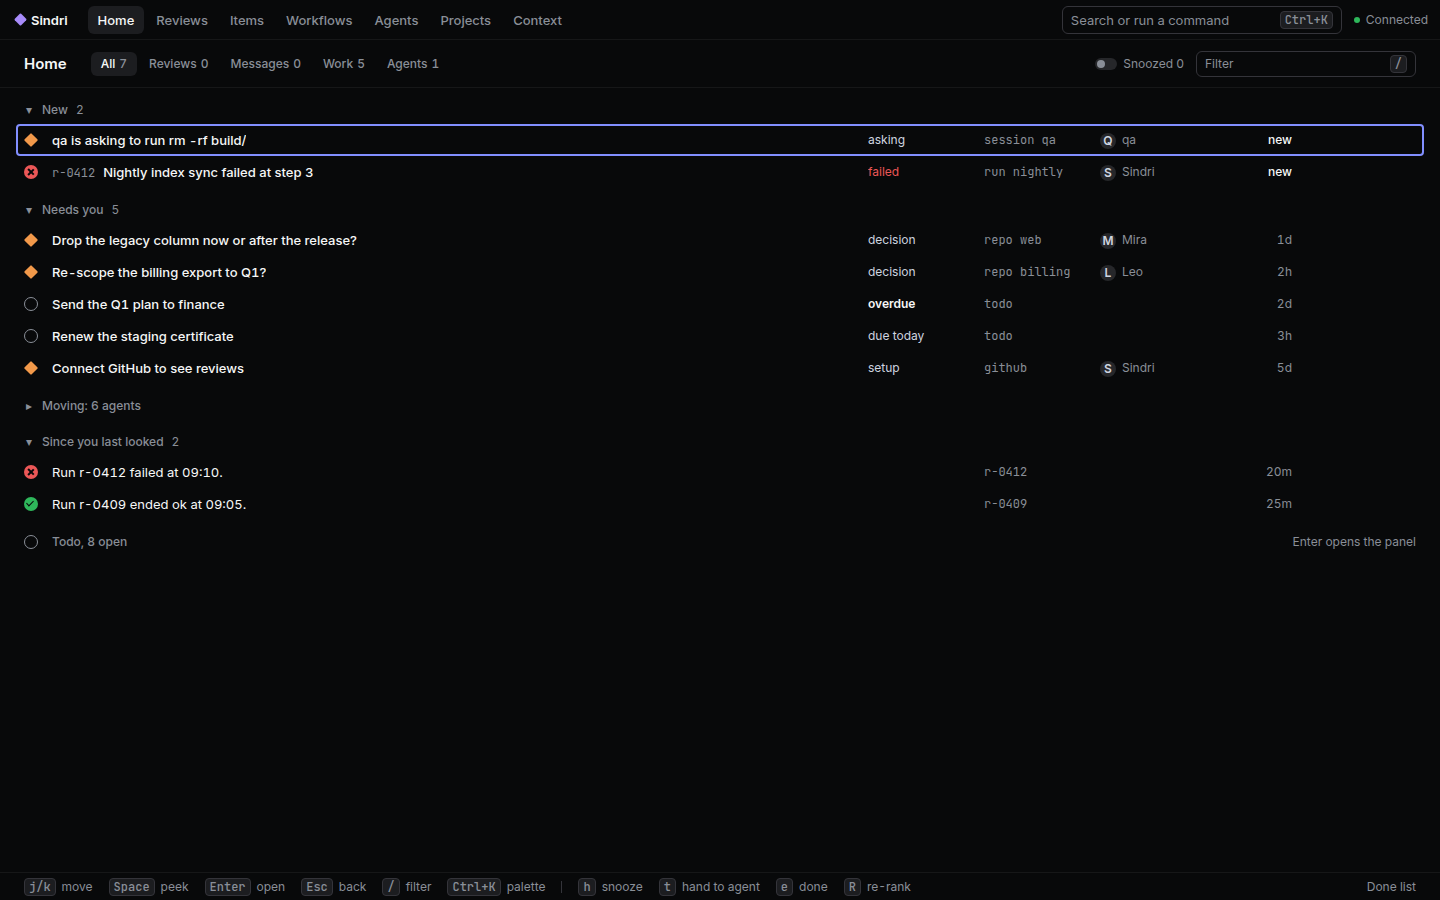 Sindri Home Reviews Items Workflows Agents Projects Context Search or run a command Ctrl+K Connected
Home All 7 Reviews 0 Messages 0 Work 5 Agents 1 Snoozed 0 Filter /
New 2
qa is asking to run rm -rf build/ asking session qa Q qa new
r-0412 Nightly index sync failed at step 3 failed run nightly S Sindri new
Needs you 5
Drop the legacy column now or after the release? decision repo web M Mira 1d
Re-scope the billing export to Q1? decision repo billing L Leo 2h
Send the Q1 plan to finance overdue todo 2d
Renew the staging certificate due today todo 3h
Connect GitHub to see reviews setup github S Sindri 5d
Moving: 6 agents
Since you last looked 2
Run r-0412 failed at 09:10. r-0412 20m
Run r-0409 ended ok at 09:05. r-0409 25m
Todo, 8 open Enter opens the panel
j/k move Space peek Enter open Esc back / filter Ctrl+K palette h snooze t hand to agent e done R re-rank Done list